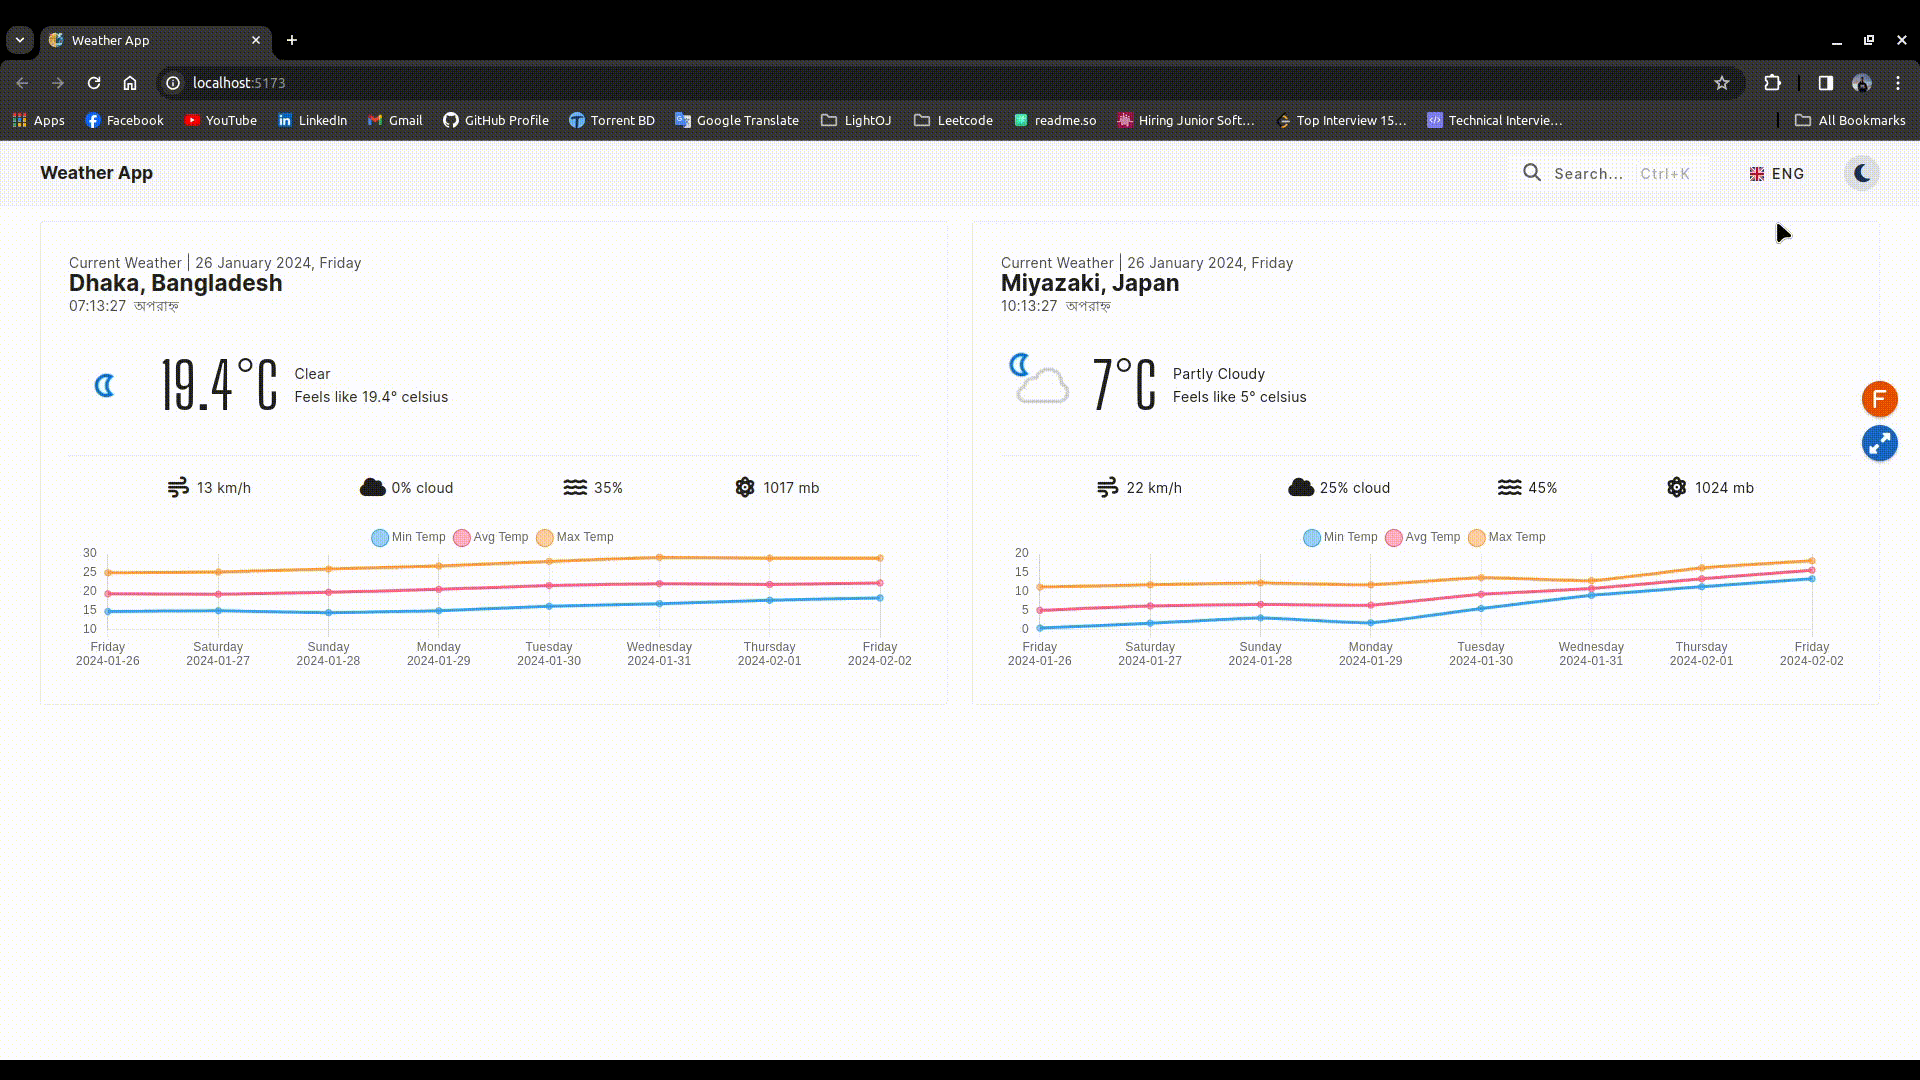 Weather App
localhost:5173
Apps Facebook YouTube LinkedIn Gmail GitHub Profile Torrent BD Google Translate LightOJ Leetcode readme.so Hiring Junior Soft... Top Interview 15... Technical Intervie... All Bookmarks
Weather App Search... Ctrl+K ENG
Current Weather | 26 January 2024, Friday
Dhaka, Bangladesh
07:13:27 অপরাহ্ন
19.4°C
Clear
Feels like 19.4° celsius
13 km/h 0% cloud 35% 1017 mb
Min Temp Avg Temp Max Temp
30
25
20
15
10
Friday Saturday Sunday Monday Tuesday Wednesday Thursday Friday
2024-01-26 2024-01-27 2024-01-28 2024-01-29 2024-01-30 2024-01-31 2024-02-01 2024-02-02
Current Weather | 26 January 2024, Friday
Miyazaki, Japan
10:13:27 অপরাহ্ন
7°C
Partly Cloudy
Feels like 5° celsius
22 km/h 25% cloud 45% 1024 mb
Min Temp Avg Temp Max Temp
20
15
10
5
0
Friday Saturday Sunday Monday Tuesday Wednesday Thursday Friday
2024-01-26 2024-01-27 2024-01-28 2024-01-29 2024-01-30 2024-01-31 2024-02-01 2024-02-02
F